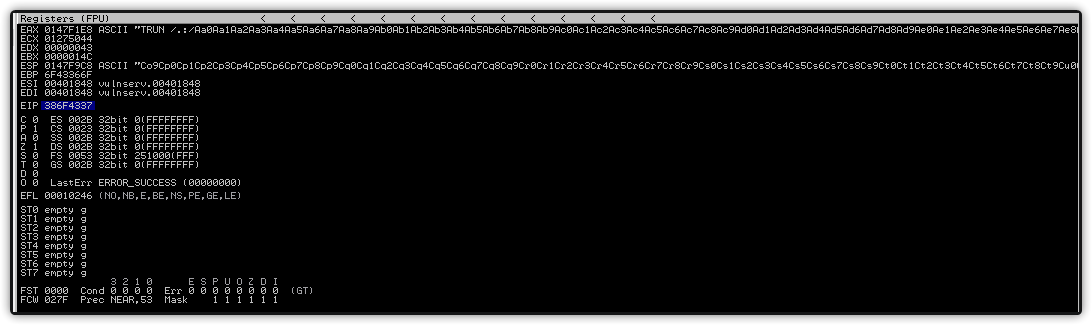 Registers (FPU) < < < < < < < < < < < < < <
EAX 0147F1E8 ASCII "TRUN /.:/Aa0Aa1Aa2Aa3Aa4Aa5Aa6Aa7Aa8Aa9Ab0Ab1Ab2Ab3Ab4Ab5Ab6Ab7Ab8Ab9Ac0Ac1Ac2Ac3Ac4Ac5Ac6Ac7Ac8Ac9Ad0Ad1Ad2Ad3Ad4Ad5Ad6Ad7Ad8Ad9Ae0Ae1Ae2Ae3Ae4Ae5Ae6Ae7Ae8
ECX 01275044
EDX 00000043
EBX 0000014C
ESP 0147F9C8 ASCII "Co9Cp0Cp1Cp2Cp3Cp4Cp5Cp6Cp7Cp8Cp9Cq0Cq1Cq2Cq3Cq4Cq5Cq6Cq7Cq8Cq9Cr0Cr1Cr2Cr3Cr4Cr5Cr6Cr7Cr8Cr9Cs0Cs1Cs2Cs3Cs4Cs5Cs6Cs7Cs8Cs9Ct0Ct1Ct2Ct3Ct4Ct5Ct6Ct7Ct8Ct9Cu0
EBP 6F43366F
ESI 00401848 vulnserv.00401848
EDI 00401848 vulnserv.00401848
EIP 386F4337
C 0 ES 002B 32bit 0(FFFFFFFF)
P 1 CS 0023 32bit 0(FFFFFFFF)
A 0 SS 002B 32bit 0(FFFFFFFF)
Z 1 DS 002B 32bit 0(FFFFFFFF)
S 0 FS 0053 32bit 251000(FFF)
T 0 GS 002B 32bit 0(FFFFFFFF)
D 0
O 0 LastErr ERROR_SUCCESS (00000000)
EFL 00010246 (NO,NB,E,BE,NS,PE,GE,LE)
ST0 empty g
ST1 empty g
ST2 empty g
ST3 empty g
ST4 empty g
ST5 empty g
ST6 empty g
ST7 empty g
3 2 1 0 E S P U O Z D I
FST 0000 Cond 0 0 0 0 Err 0 0 0 0 0 0 0 0 (GT)
FCW 027F Prec NEAR,53 Mask 1 1 1 1 1 1